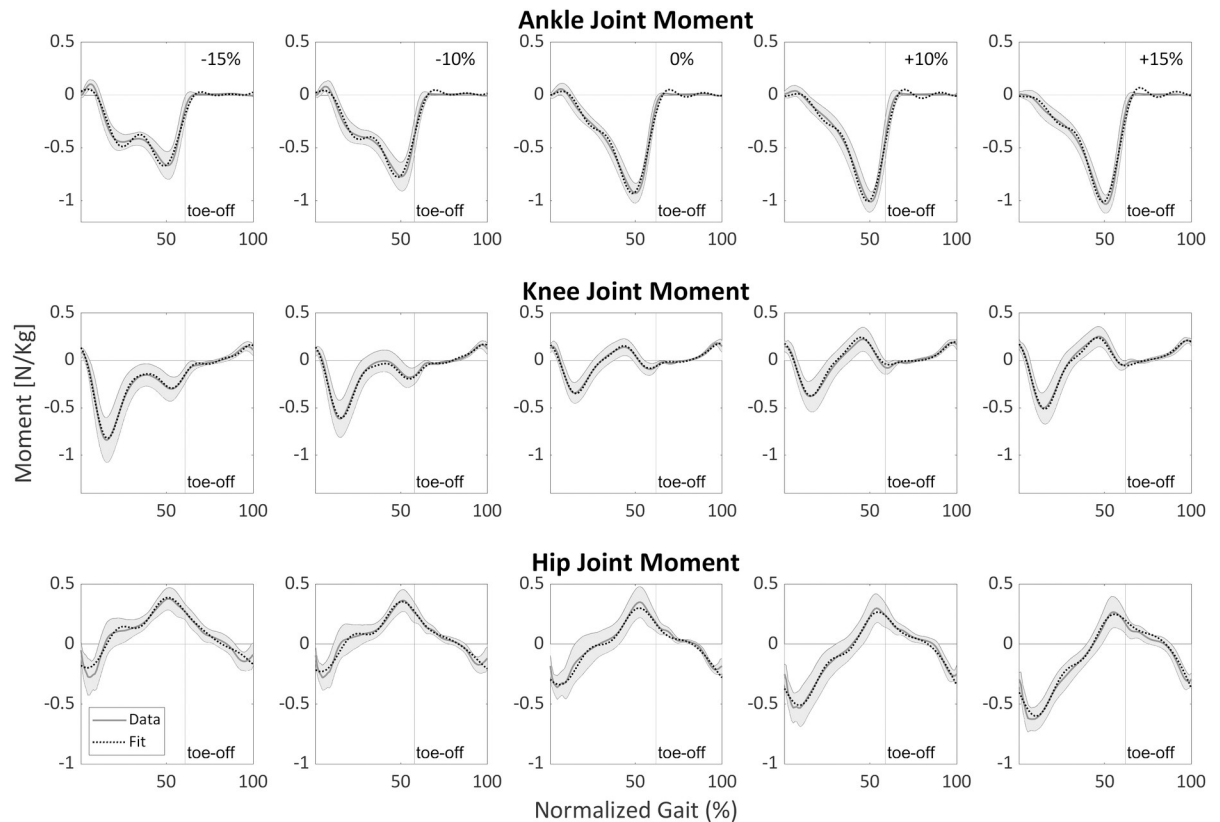 Ankle Joint Moment
0.5 0.5 0.5 0.5 0.5
-15% -10% 0% +10% +15%
0 0 0 0 0
-0.5 -0.5 -0.5 -0.5 -0.5
-1 -1 -1 -1 -1
toe-off toe-off toe-off toe-off toe-off
50 100 50 100 50 100 50 100 50 100
Knee Joint Moment
0.5 0.5 0.5 0.5 0.5
0 0 0 0 0
-0.5 -0.5 -0.5 -0.5 -0.5
-1 -1 -1 -1 -1
toe-off toe-off toe-off toe-off toe-off
50 100 50 100 50 100 50 100 50 100
Moment [N/Kg]
Hip Joint Moment
0.5 0.5 0.5 0.5 0.5
0 0 0 0 0
-0.5 -0.5 -0.5 -0.5 -0.5
Data
Fit
toe-off toe-off toe-off toe-off toe-off
-1 -1 -1 -1 -1
50 100 50 100 50 100 50 100 50 100
Normalized Gait (%)